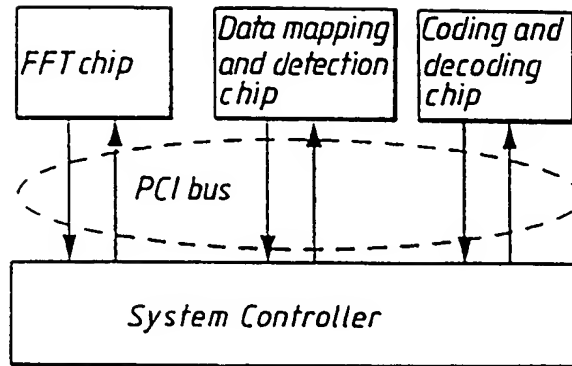 FFT chip
Data mapping
and detection
chip
Coding and
decoding
chip
PCI bus
System Controller